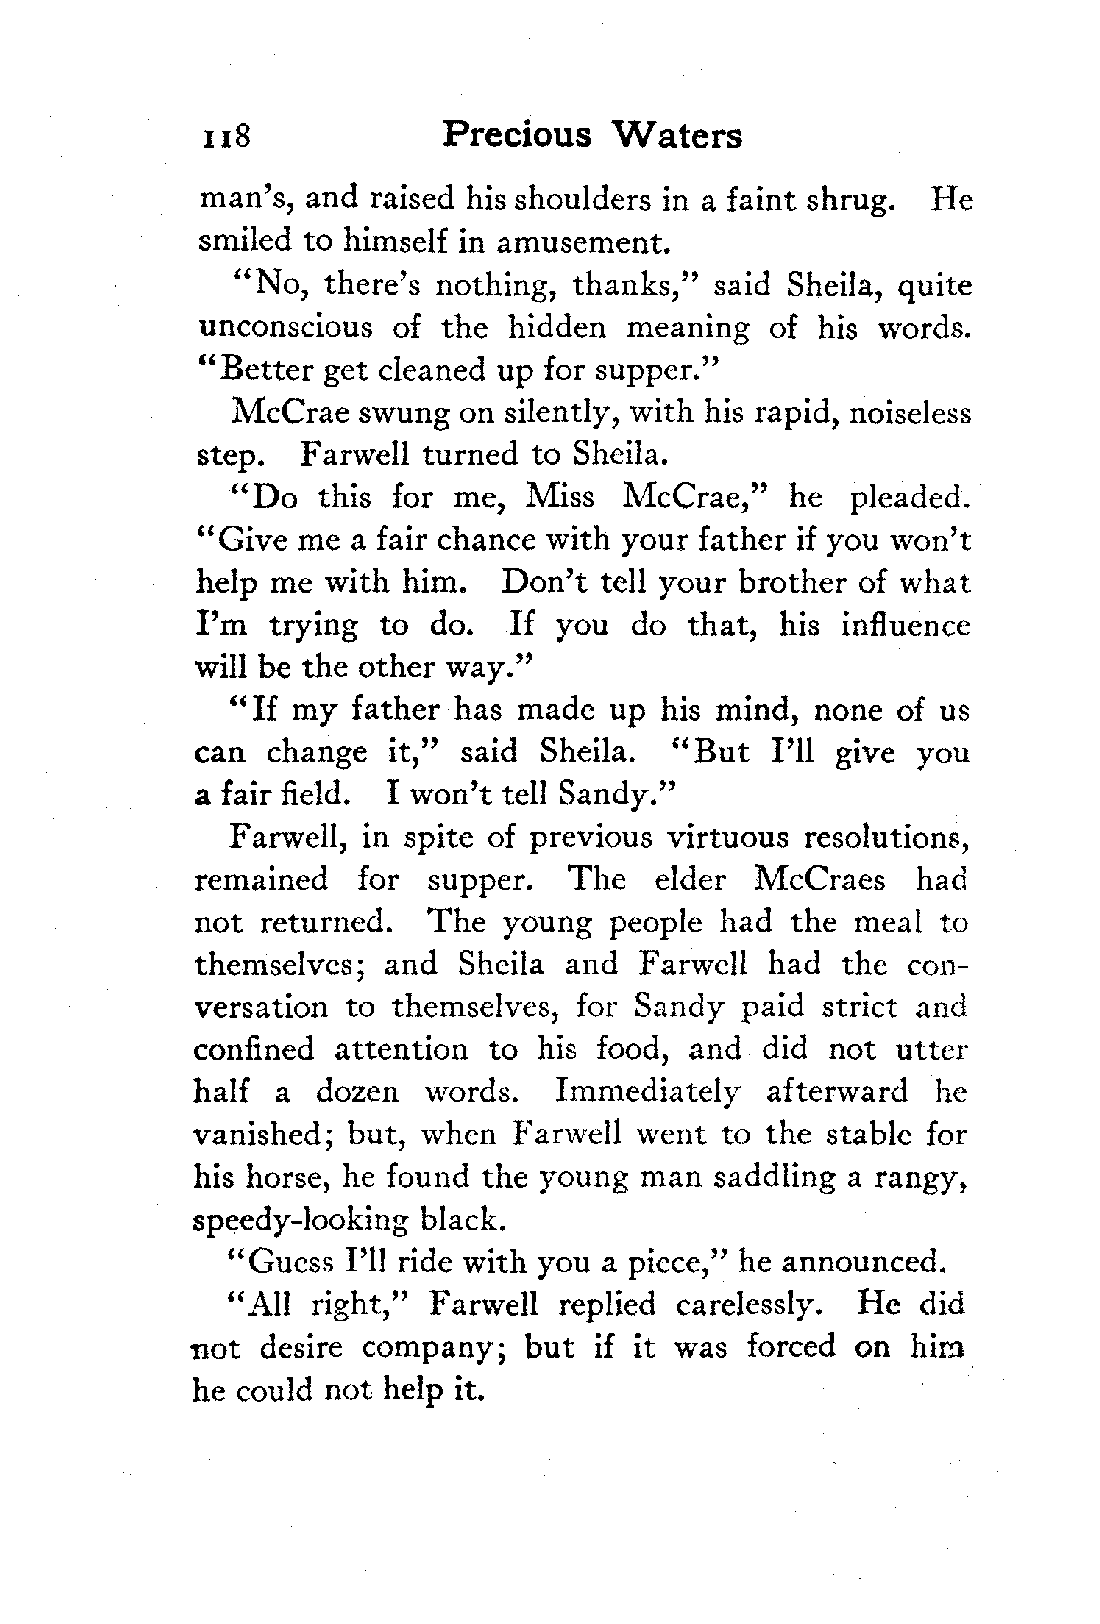 118 Precious Waters
man's, and raised his shoulders in a faint shrug. He
smiled to himself in amusement.
"No, there's nothing, thanks," said Sheila, quite
unconscious of the hidden meaning of his words.
"Better get cleaned up for supper."
McCrae swung on silently, with his rapid, noiseless
step. Farwell turned to Sheila.
"Do this for me, Miss McCrae," he pleaded.
"Give me a fair chance with your father if you won't
help me with him. Don't tell your brother of what
I'm trying to do. If you do that, his influence
will be the other way."
"If my father has made up his mind, none of us
can change it," said Sheila. "But I'll give you
a fair field. I won't tell Sandy."
Farwell, in spite of previous virtuous resolutions,
remained for supper. The elder McCraes had
not returned. The young people had the meal to
themselves; and Sheila and Farwell had the con-
versation to themselves, for Sandy paid strict and
confined attention to his food, and did not utter
half a dozen words. Immediately afterward he
vanished; but, when Farwell went to the stable for
his horse, he found the young man saddling a rangy,
speedy-looking black.
"Guess I'll ride with you a piece," he announced.
"All right," Farwell replied carelessly. He did
not desire company; but if it was forced on him
he could not help it.